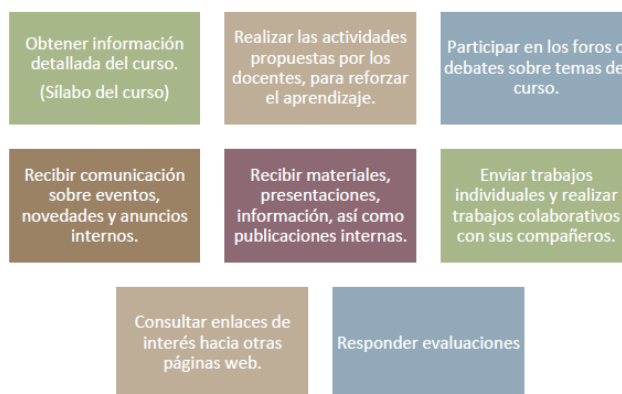 Obtener información
detallada del curso.
(Sílabo del curso)
Realizar las actividades
propuestas por los
docentes, para reforzar
el aprendizaje.
Participar en los foros o
debates sobre temas de
curso.
Recibir comunicación
sobre eventos,
novedades y anuncios
internos.
Recibir materiales,
presentaciones,
información, así como
publicaciones internas.
Enviar trabajos
individuales y realizar
trabajos colaborativos
con sus compañeros.
Consultar enlaces de
interés hacia otras
páginas web.
Responder evaluaciones